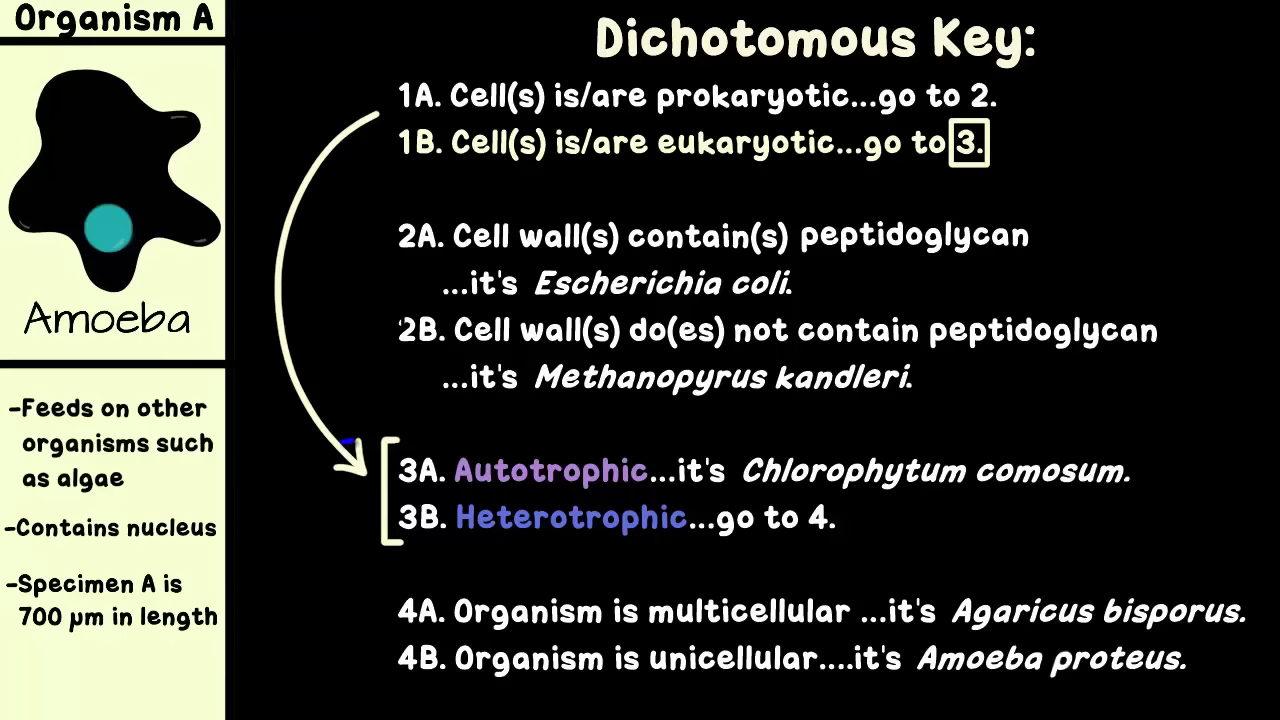 Organism A
Amoeba
-Feeds on other
organisms such
as algae
-Contains nucleus
-Specimen A is
700 µm in length
Dichotomous Key:
1A. Cell(s) is/are prokaryotic...go to 2.
1B. Cell(s) is/are eukaryotic...go to 3.
2A. Cell wall(s) contain(s) peptidoglycan
...it's Escherichia coli.
2B. Cell wall(s) do(es) not contain peptidoglycan
...it's Methanopyrus kandleri.
3A. Autotrophic...it's Chlorophytum comosum.
3B. Heterotrophic...go to 4.
4A. Organism is multicellular ...it's Agaricus bisporus.
4B. Organism is unicellular....it's Amoeba proteus.